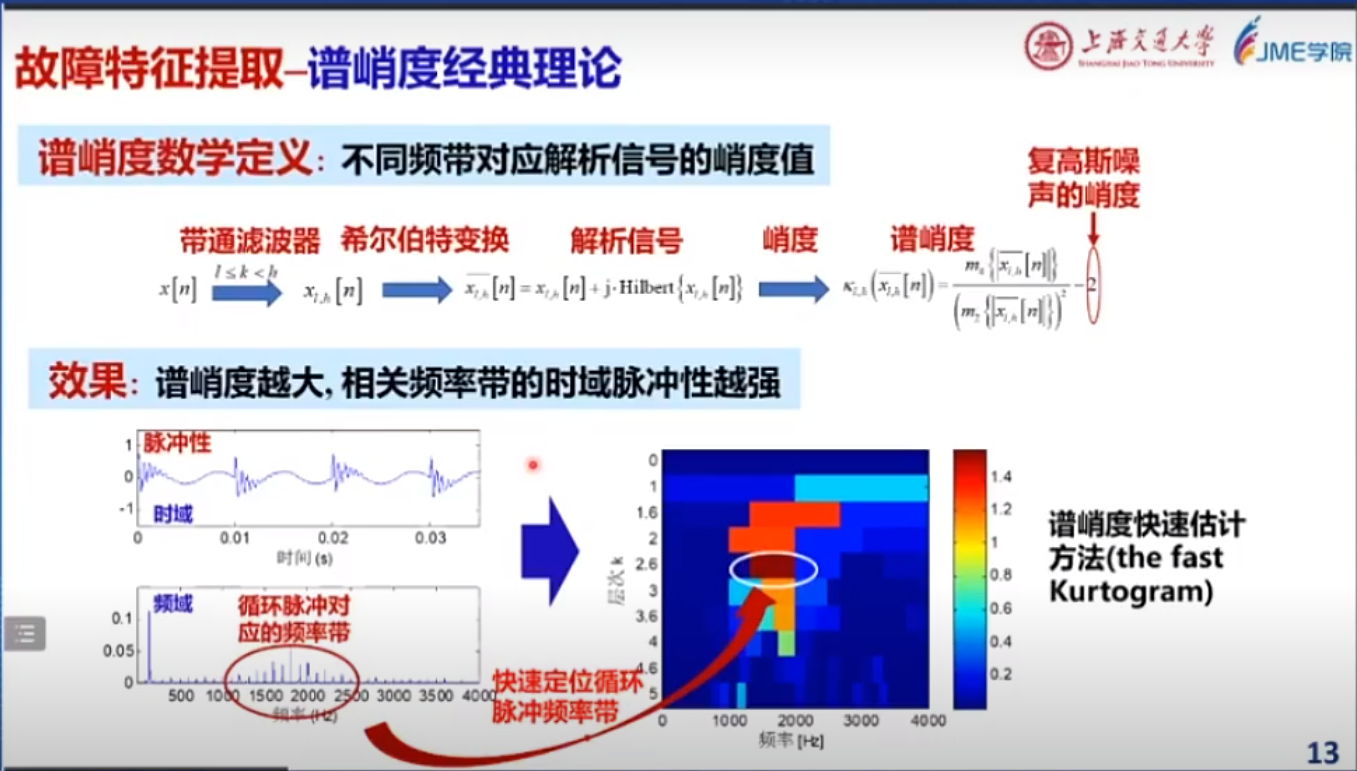 故障特征提取–谱峭度经典理论
上海交通大学
SHANGHAI JIAO TONG UNIVERSITY
JME学院
谱峭度数学定义：不同频带对应解析信号的峭度值
复高斯噪
声的峭度
带通滤波器 希尔伯特变换 解析信号 峭度 谱峭度
x[n] l ≤ k < h x_{l,h}[n] \overline{x_{l,h}}[n] = x_{l,h}[n] + j·Hilbert{x_{l,h}[n]} κ_{l,h}(\overline{x_{l,h}}[n]) = m_4{|\overline{x_{l,h}}[n]|} / (m_2{|\overline{x_{l,h}}[n]|})^2 − 2
效果：谱峭度越大,相关频率带的时域脉冲性越强
脉冲性
时域
1
0
-1
0 0.01 0.02 0.03
时间 (s)
频域
循环脉冲对
应的频率带
0.1
0.05
0
500 1000 1500 2000 2500 3000 3500 4000
频率 (Hz)
快速定位循环
脉冲频率带
层次 k
0
1
1.6
2
2.6
3
3.6
4
4.6
5
0 1000 2000 3000 4000
频率 [Hz]
1.4
1.2
1
0.8
0.6
0.4
0.2
谱峭度快速估计
方法(the fast
Kurtogram)
13